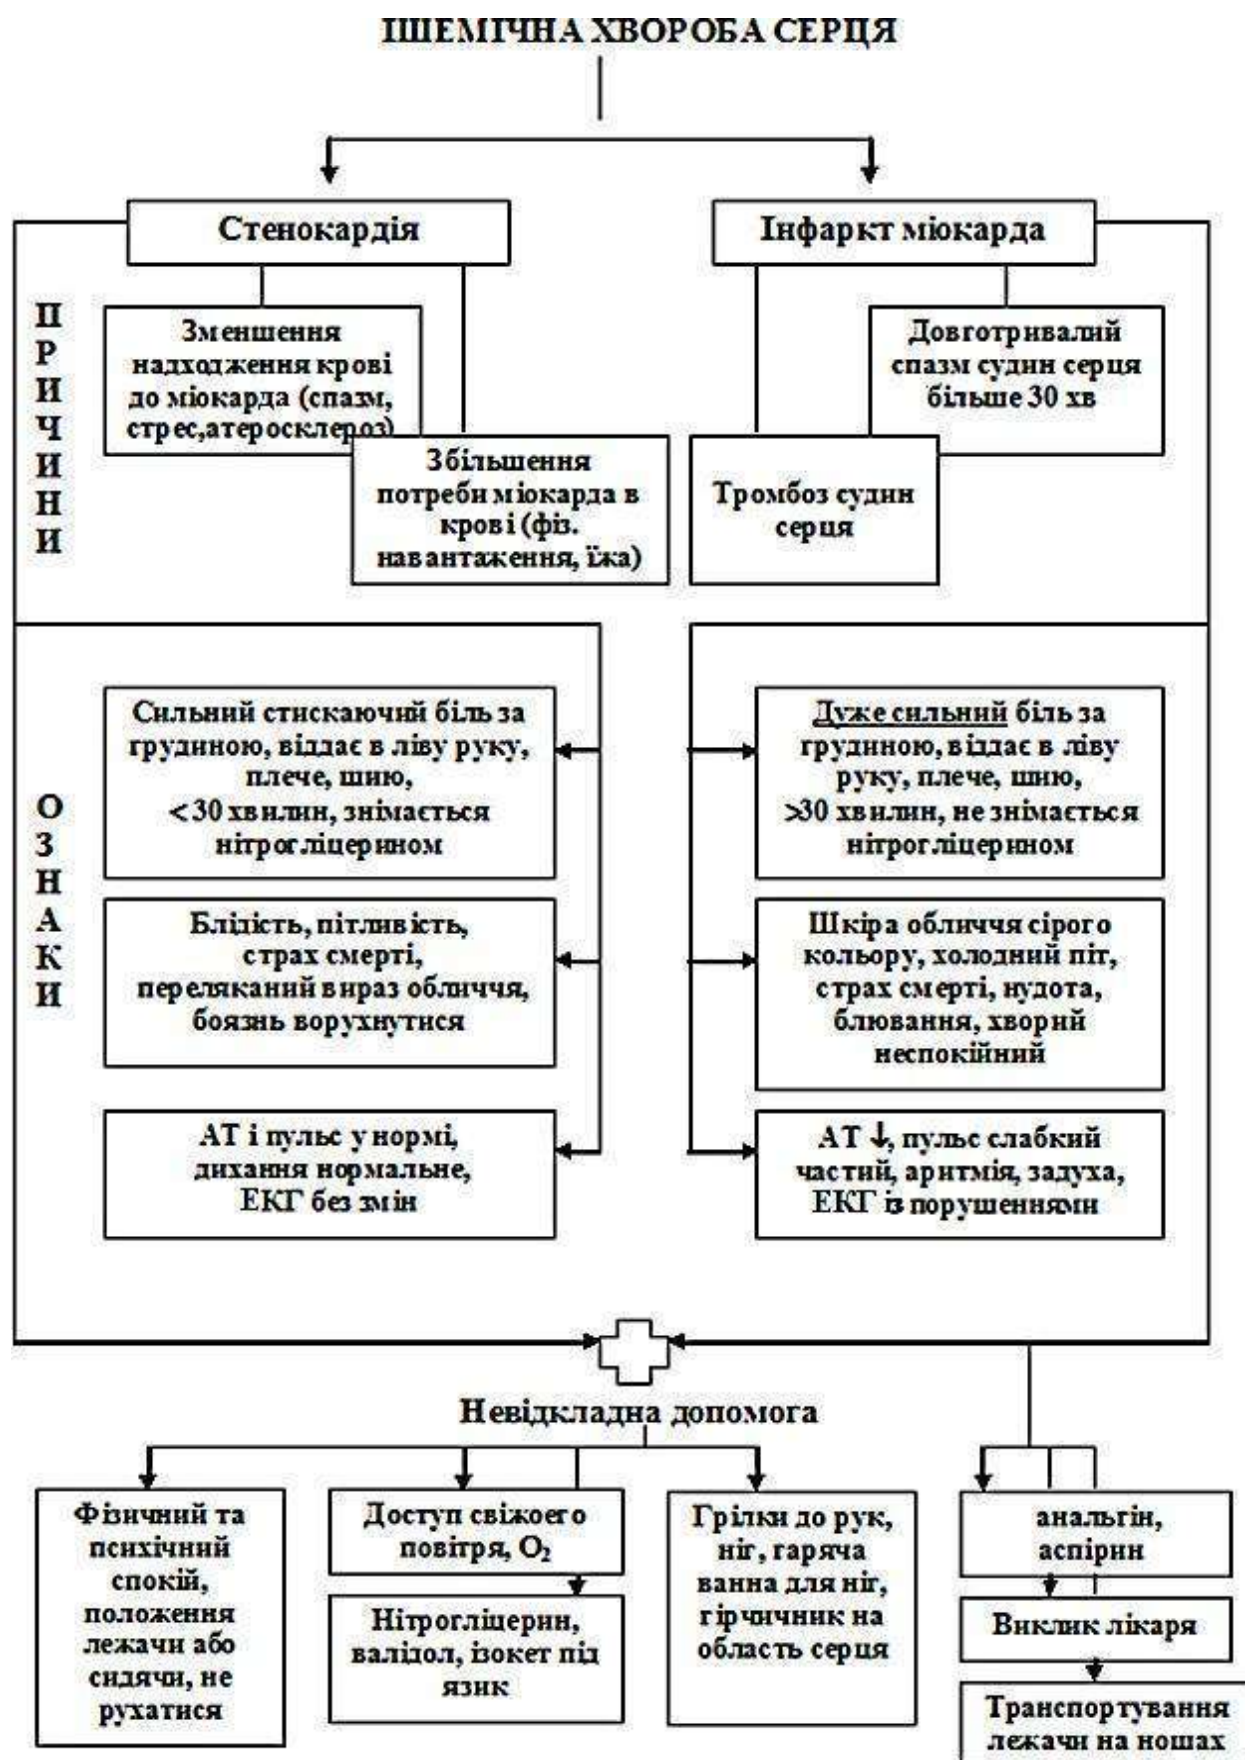 ІШЕМІЧНА ХВОРОБА СЕРЦЯ
Стенокардія
Інфаркт міокарда
ПРИЧИНИ
Зменшення
надходження крові
до міокарда (спазм,
стрес,атеросклероз)
Збільшення
потреби міокарда в
крові (фіз.
навантаження, їжа)
Довготривалий
спазм судин серця
більше 30 хв
Тромбоз судин
серця
ОЗНАКИ
Сильний стискаючий біль за
грудиною, віддає в ліву руку,
плече, шию,
< 30 хвилин, знімається
нітрогліцерином
Дуже сильний біль за
грудиною, віддає в ліву
руку, плече, шию,
>30 хвилин, не знімається
нітрогліцерином
Блідість, пітливість,
страх смерті,
переляканий вираз обличчя,
боязнь ворухнутися
Шкіра обличчя сірого
кольору, холодний піт,
страх смерті, нудота,
блювання, хворий
неспокійний
АТ і пульс у нормі,
дихання нормальне,
ЕКГ без змін
АТ ↓, пульс слабкий
частий, аритмія, задуха,
ЕКГ із порушеннями
Невідкладна допомога
Фізичний та
психічний
спокій,
положення
лежачи або
сидячи, не
рухатися
Доступ свіжоего
повітря, О₂
Нітрогліцерин,
валідол, ізокет під
язик
Грілки до рук,
ніг, гаряча
ванна для ніг,
гірчичник на
область серця
анальгін,
аспірин
Виклик лікаря
Транспортування
лежачи на ношах